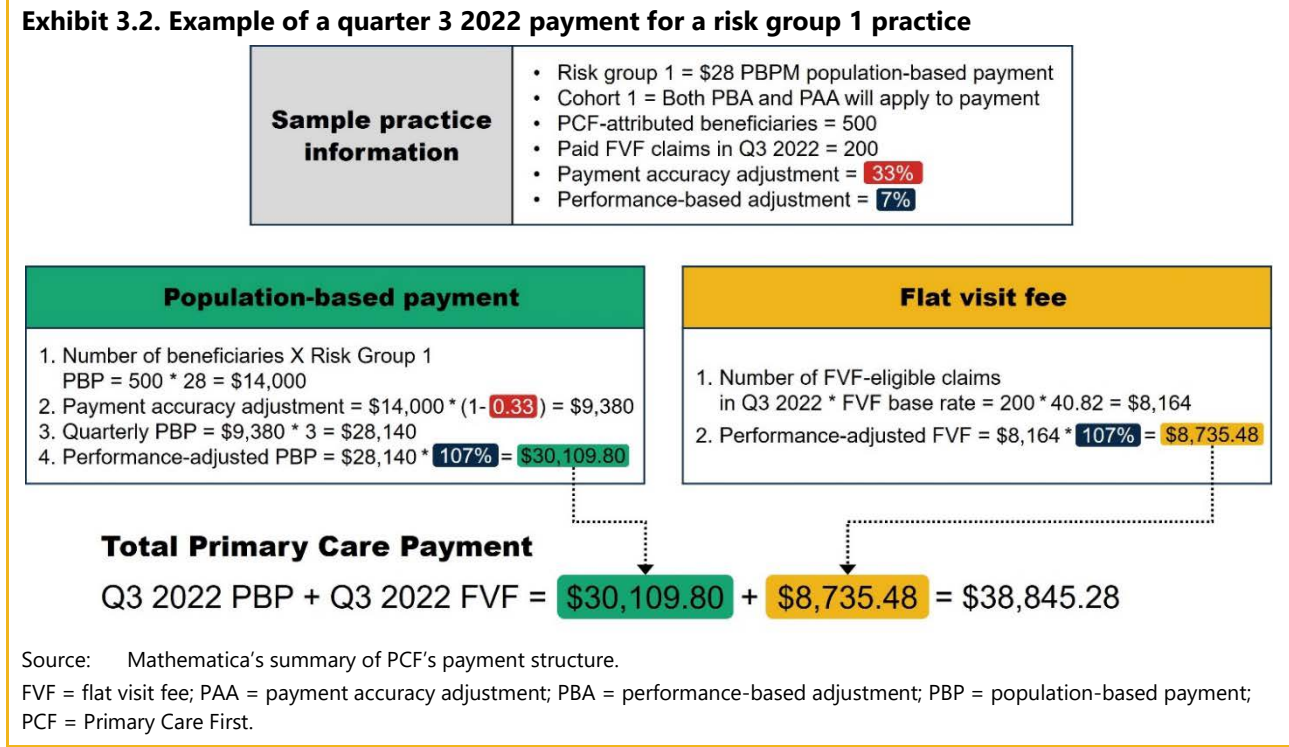 Exhibit 3.2. Example of a quarter 3 2022 payment for a risk group 1 practice
Sample practice
information
• Risk group 1 = $28 PBPM population-based payment
• Cohort 1 = Both PBA and PAA will apply to payment
• PCF-attributed beneficiaries = 500
• Paid FVF claims in Q3 2022 = 200
• Payment accuracy adjustment = 33%
• Performance-based adjustment = 7%
Population-based payment
1. Number of beneficiaries X Risk Group 1
PBP = 500 * 28 = $14,000
2. Payment accuracy adjustment = $14,000 * (1-0.33) = $9,380
3. Quarterly PBP = $9,380 * 3 = $28,140
4. Performance-adjusted PBP = $28,140 * 107% = $30,109.80
Flat visit fee
1. Number of FVF-eligible claims
in Q3 2022 * FVF base rate = 200 * 40.82 = $8,164
2. Performance-adjusted FVF = $8,164 * 107% = $8,735.48
Total Primary Care Payment
Q3 2022 PBP + Q3 2022 FVF = $30,109.80 + $8,735.48 = $38,845.28
Source: Mathematica's summary of PCF's payment structure.
FVF = flat visit fee; PAA = payment accuracy adjustment; PBA = performance-based adjustment; PBP = population-based payment;
PCF = Primary Care First.